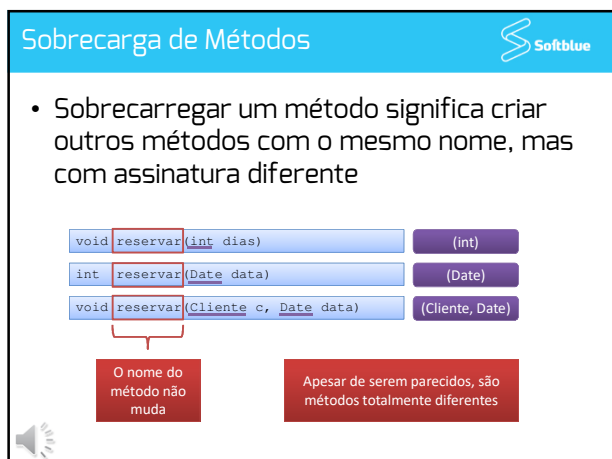 Sobrecarga de Métodos
Softblue
• Sobrecarregar um método significa criar
outros métodos com o mesmo nome, mas
com assinatura diferente
void reservar(int dias)
(int)
int reservar(Date data)
(Date)
void reservar(Cliente c, Date data)
(Cliente, Date)
O nome do
método não
muda
Apesar de serem parecidos, são
métodos totalmente diferentes